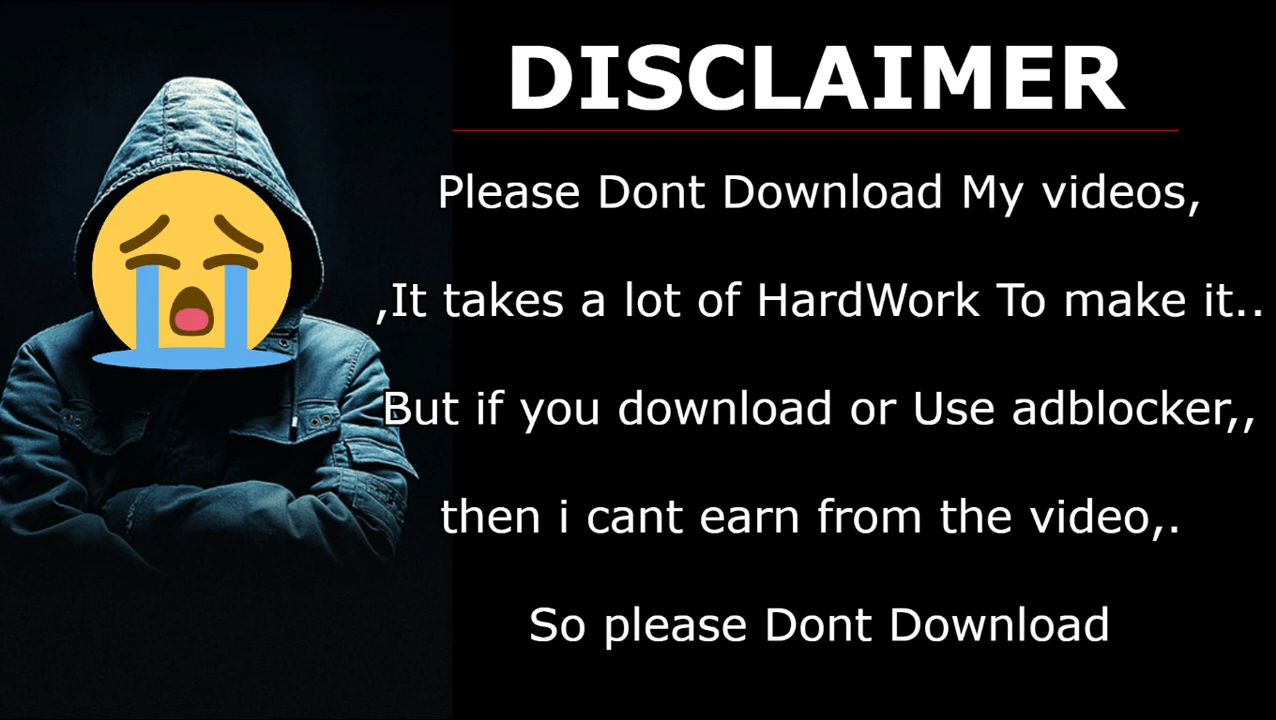 DISCLAIMER
Please Dont Download My videos,
,It takes a lot of HardWork To make it..
But if you download or Use adblocker,,
then i cant earn from the video,.
So please Dont Download